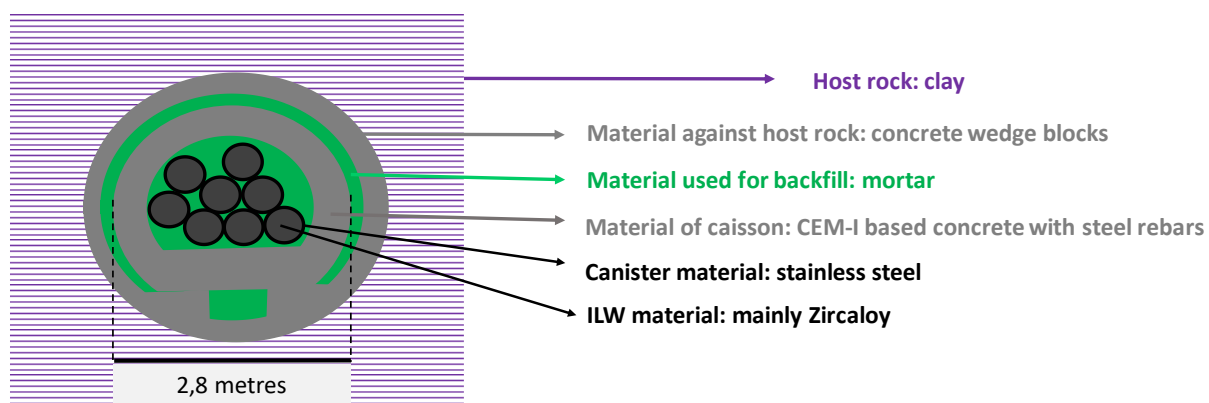 Host rock: clay
Material against host rock: concrete wedge blocks
Material used for backfill: mortar
Material of caisson: CEM-I based concrete with steel rebars
Canister material: stainless steel
ILW material: mainly Zircaloy
2,8 metres